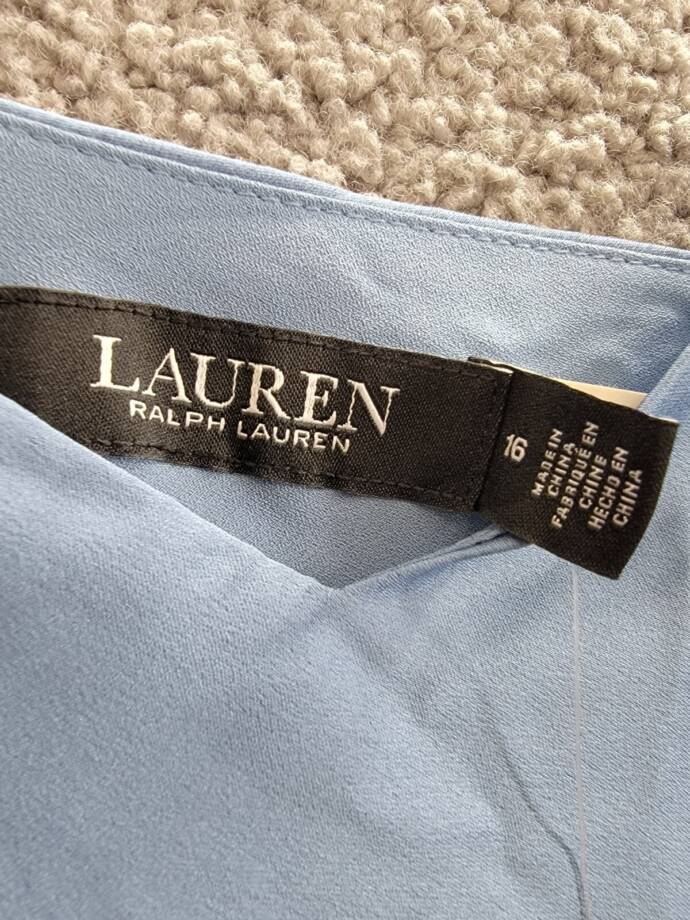 LAUREN
RALPH LAUREN
16
MADE IN
CHINA
FABRIQUÉ EN
CHINE
HECHO EN
CHINA